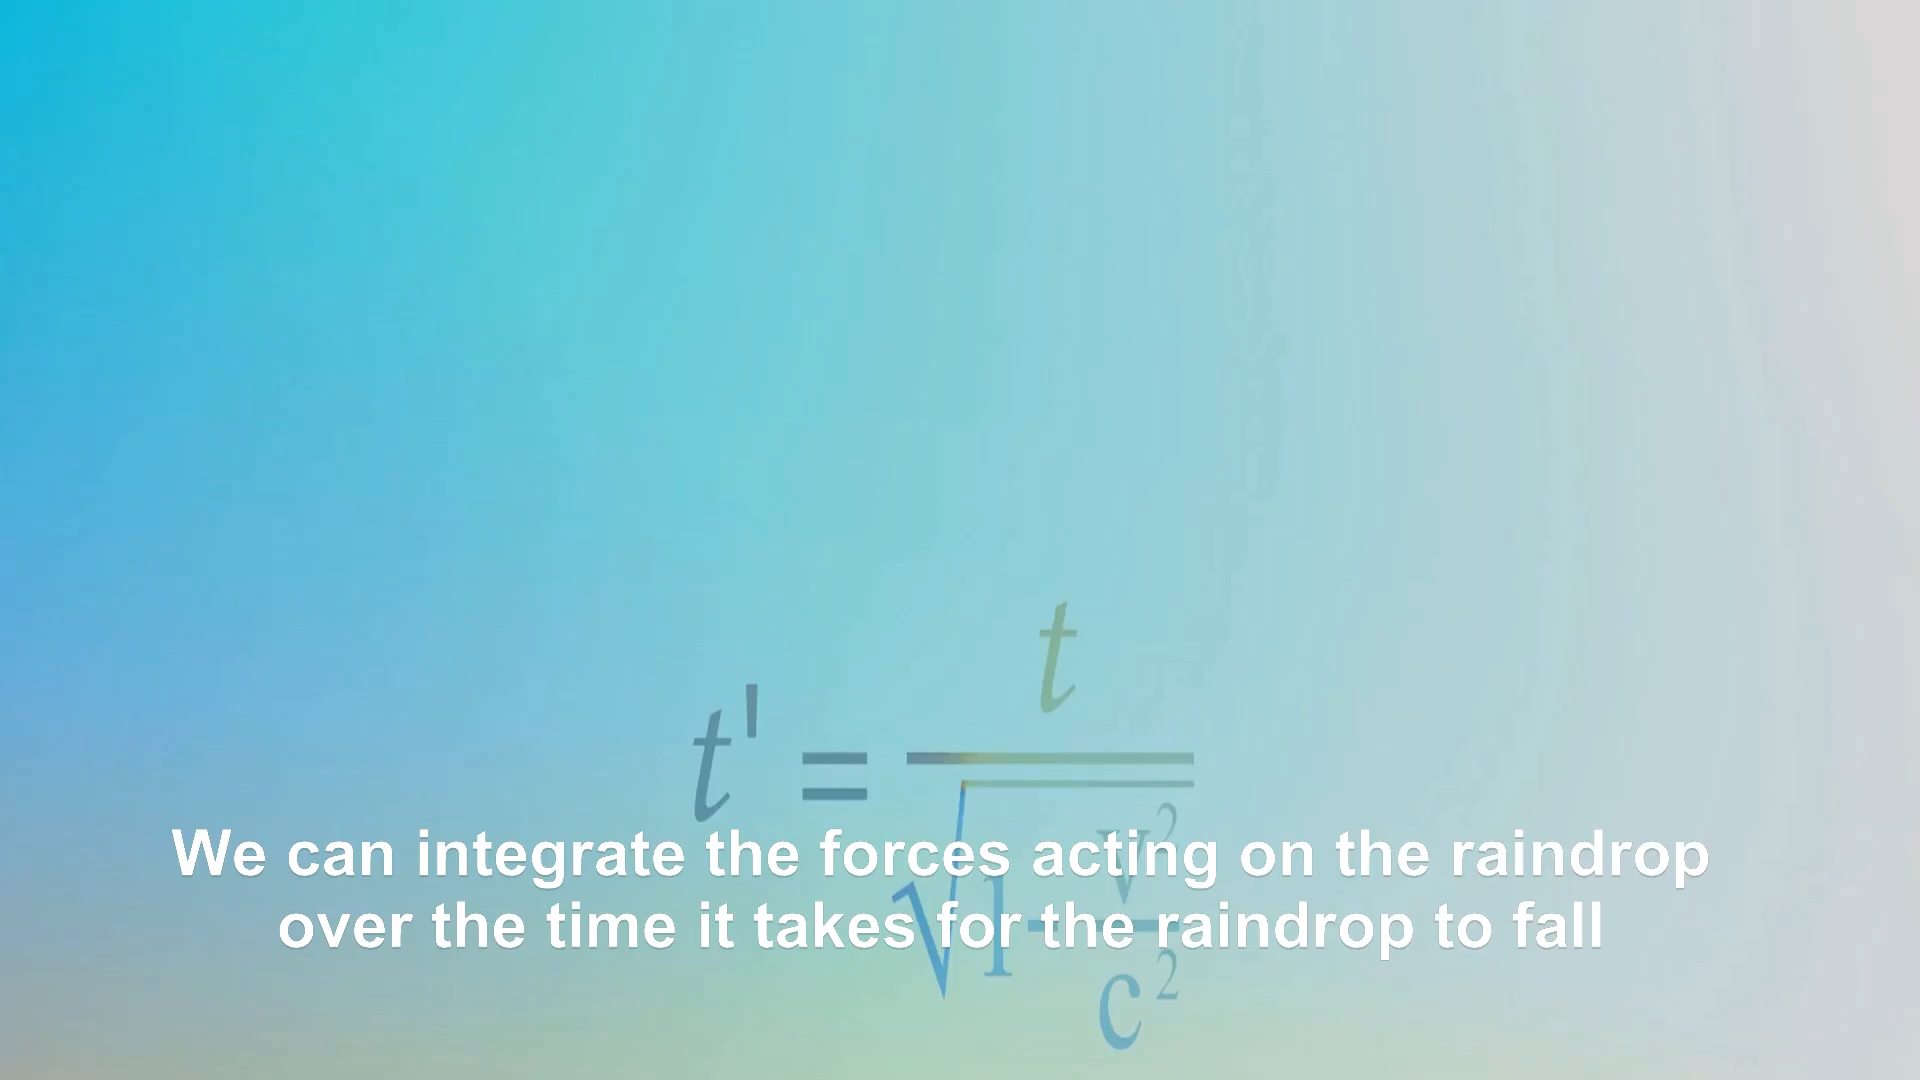 t' = t / √(1 - v²/c²)
We can integrate the forces acting on the raindrop
over the time it takes for the raindrop to fall